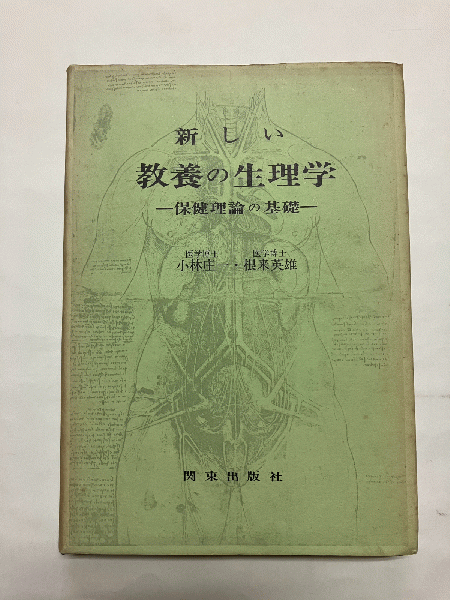 新しい
教養の生理学
—保健理論の基礎—
医学博士 医学博士
小林庄一・根来英雄
関東出版社